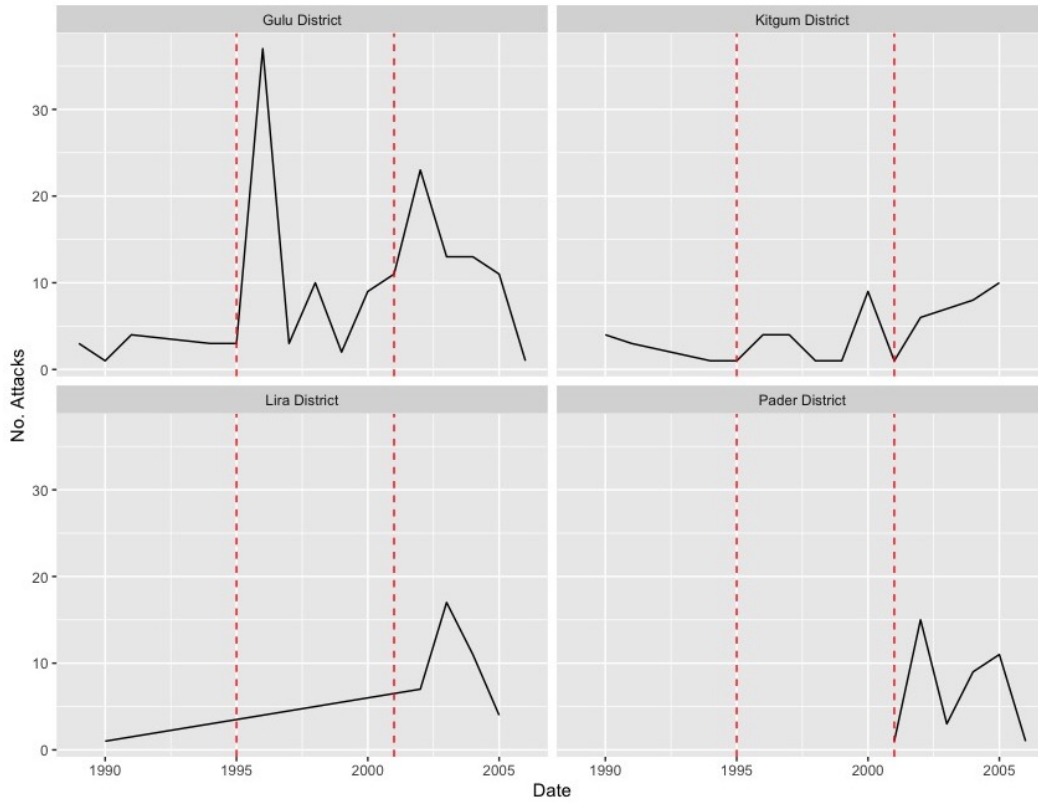 Gulu District
Kitgum District
30
20
10
0
Lira District
Pader District
30
20
10
0
No. Attacks
1990
1995
2000
2005
1990
1995
2000
2005
Date